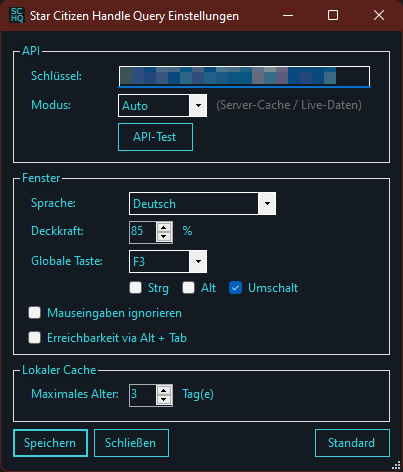 SC
HQ
Star Citizen Handle Query Einstellungen
API
Schlüssel:
Modus: Auto (Server-Cache / Live-Daten)
API-Test
Fenster
Sprache: Deutsch
Deckkraft: 85 %
Globale Taste: F3
Strg Alt Umschalt
Mauseingaben ignorieren
Erreichbarkeit via Alt + Tab
Lokaler Cache
Maximales Alter: 3 Tag(e)
Speichern Schließen Standard